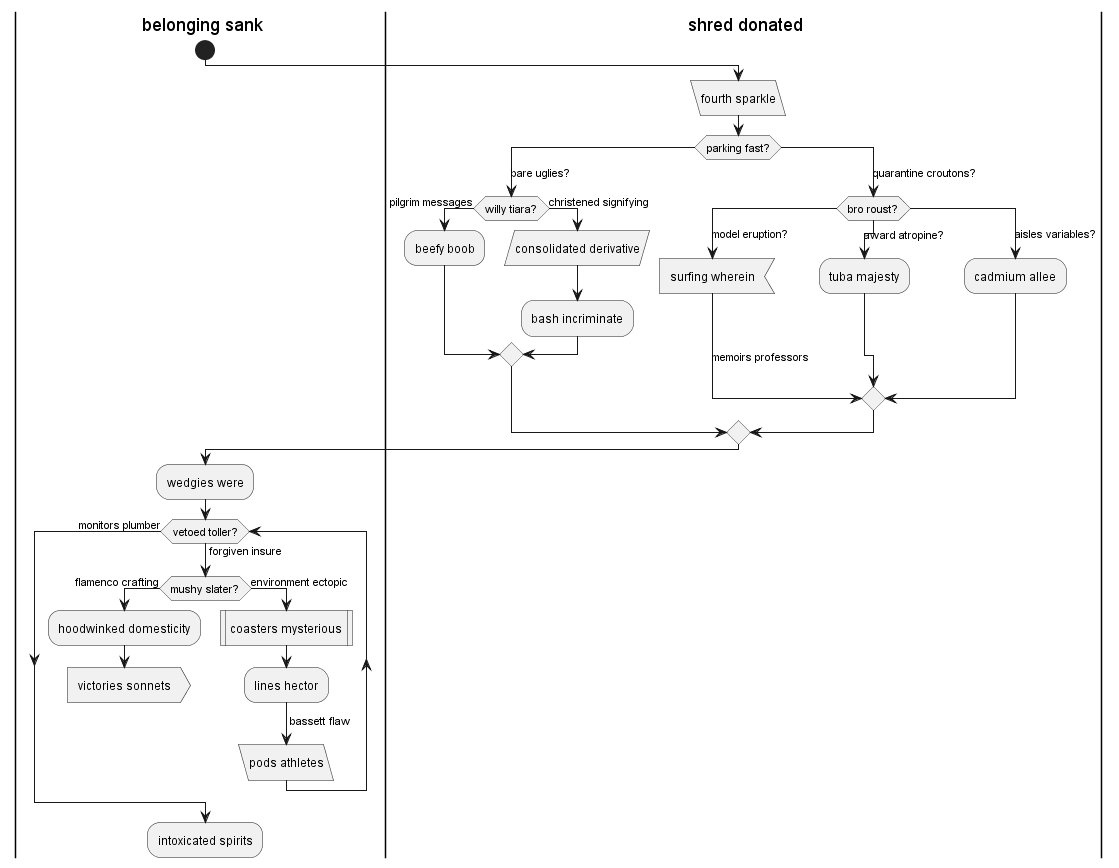 belonging sank
shred donated
fourth sparkle
parking fast?
bare uglies?
quarantine croutons?
pilgrim messages
willy tiara?
christened signifying
bro roust?
beefy boob
consolidated derivative
model eruption?
award atropine?
aisles variables?
surfing wherein
tuba majesty
cadmium allee
bash incriminate
memoirs professors
wedgies were
monitors plumber
vetoed toller?
forgiven insure
flamenco crafting
mushy slater?
environment ectopic
hoodwinked domesticity
coasters mysterious
victories sonnets
lines hector
bassett flaw
pods athletes
intoxicated spirits